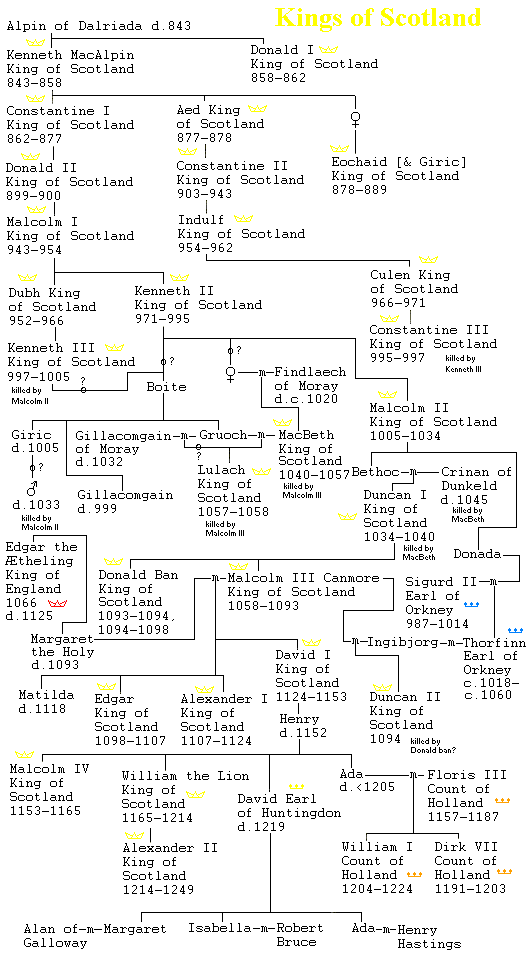 Kings of Scotland
Alpin of Dalriada d.843
Kenneth MacAlpin
King of Scotland
843-858
Donald I
King of Scotland
858-862
Constantine I
King of Scotland
862-877
Aed King
of Scotland
877-878
♀
Donald II
King of Scotland
899-900
Constantine II
King of Scotland
903-943
Eochaid [& Giric]
King of Scotland
878-889
Malcolm I
King of Scotland
943-954
Indulf
King of Scotland
954-962
Dubh King
of Scotland
952-966
Kenneth II
King of Scotland
971-995
Culen King
of Scotland
966-971
Kenneth III
King of Scotland
997-1005
killed by
Malcolm II
?
?
Boite
♀
-m-Findlaech
of Moray
d.c.1020
Constantine III
King of Scotland
995-997
killed by
Kenneth III
Malcolm II
King of Scotland
1005-1034
Giric
d.1005
?
♂
d.1033
killed by
Malcolm II
Gillacomgain-m-Gruoch-m-MacBeth
of Moray
d.1032
?
King of
Scotland
1040-1057
killed by
Malcolm III
Gillacomgain
d.999
Lulach
King of
Scotland
1057-1058
killed by
Malcolm III
Bethoc-m-Crinan of
Dunkeld
d.1045
killed by
MacBeth
Duncan I
King of
Scotland
1034-1040
killed by
MacBeth
Donada
Edgar the
Ætheling
King of
England
1066
d.1125
Donald Ban
King of
Scotland
1093-1094,
1094-1098
-m-Malcolm III Canmore
King of Scotland
1058-1093
Sigurd II-m-
Earl of
Orkney
987-1014
Margaret
the Holy
d.1093
-m-Ingibjorg-m-Thorfinn
Earl of
Orkney
c.1018-
c.1060
David I
King of
Scotland
1124-1153
Matilda
d.1118
Edgar
King of
Scotland
1098-1107
Alexander I
King of
Scotland
1107-1124
Henry
d.1152
Duncan II
King of
Scotland
1094
killed by
Donald ban?
Malcolm IV
King of
Scotland
1153-1165
William the Lion
King of
Scotland
1165-1214
David Earl
of Huntingdon
d.1219
Ada
d.<1205
-m-Floris III
Count of
Holland
1157-1187
Alexander II
King of
Scotland
1214-1249
William I
Count of
Holland
1204-1224
Dirk VII
Count of
Holland
1191-1203
Alan of-m-Margaret
Galloway
Isabella-m-Robert
Bruce
Ada-m-Henry
Hastings